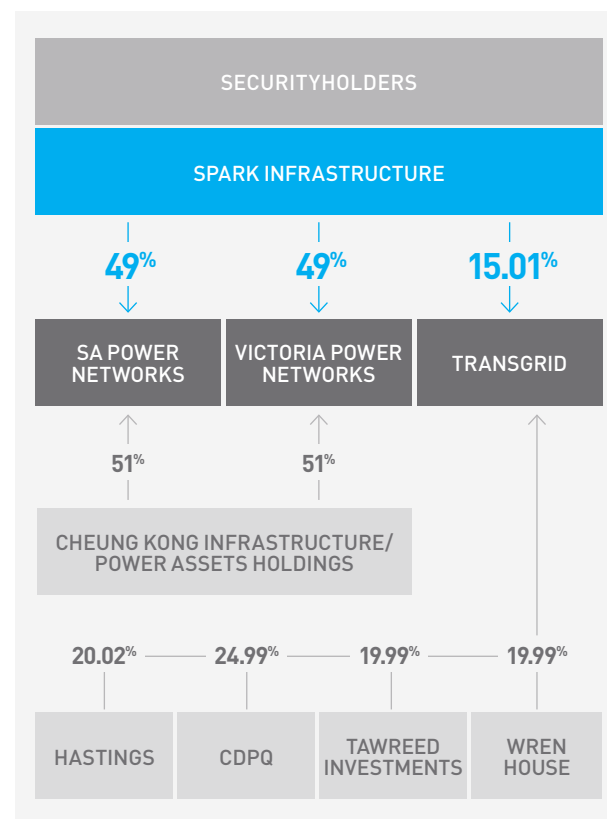 SECURITYHOLDERS
SPARK INFRASTRUCTURE
49%
49%
15.01%
SA POWER
NETWORKS
VICTORIA POWER
NETWORKS
TRANSGRID
51%
51%
CHEUNG KONG INFRASTRUCTURE/
POWER ASSETS HOLDINGS
20.02%
24.99%
19.99%
19.99%
HASTINGS
CDPQ
TAWREED
INVESTMENTS
WREN
HOUSE